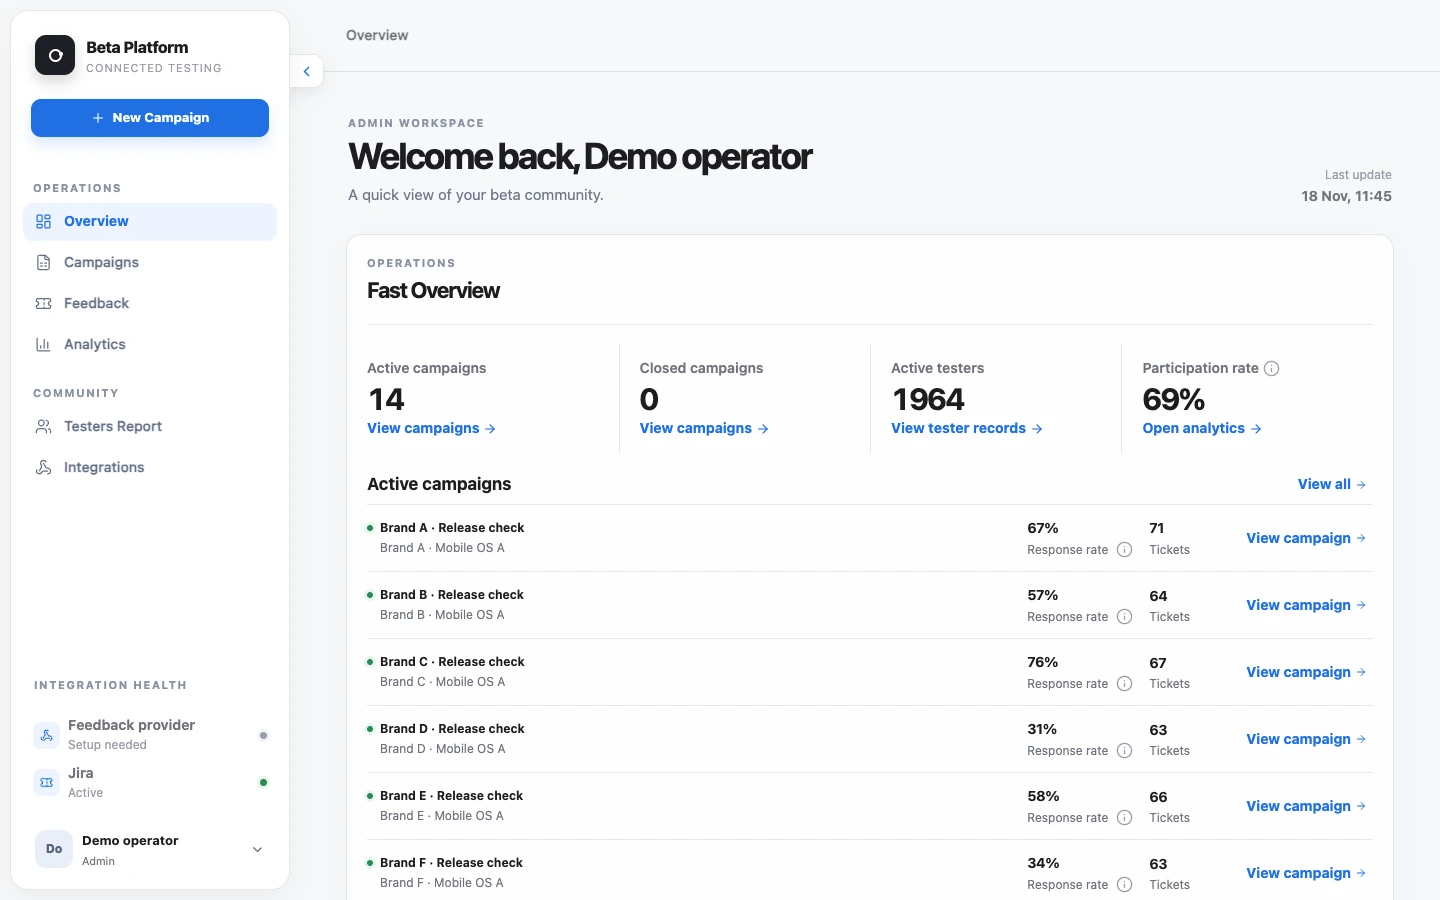 Beta Platform
CONNECTED TESTING
New Campaign
OPERATIONS
Overview
Campaigns
Feedback
Analytics
COMMUNITY
Testers Report
Integrations
INTEGRATION HEALTH
Feedback provider
Setup needed
Jira
Active
Do
Demo operator
Admin
Overview
ADMIN WORKSPACE
Welcome back, Demo operator
A quick view of your beta community.
Last update
18 Nov, 11:45
OPERATIONS
Fast Overview
Active campaigns
14
View campaigns →
Closed campaigns
0
View campaigns →
Active testers
1964
View tester records →
Participation rate
69%
Open analytics →
Active campaigns
View all →
Brand A · Release check
Brand A · Mobile OS A
67%
Response rate
71
Tickets
View campaign →
Brand B · Release check
Brand B · Mobile OS A
57%
Response rate
64
Tickets
View campaign →
Brand C · Release check
Brand C · Mobile OS A
76%
Response rate
67
Tickets
View campaign →
Brand D · Release check
Brand D · Mobile OS A
31%
Response rate
63
Tickets
View campaign →
Brand E · Release check
Brand E · Mobile OS A
58%
Response rate
66
Tickets
View campaign →
Brand F · Release check
Brand F · Mobile OS A
34%
Response rate
63
Tickets
View campaign →